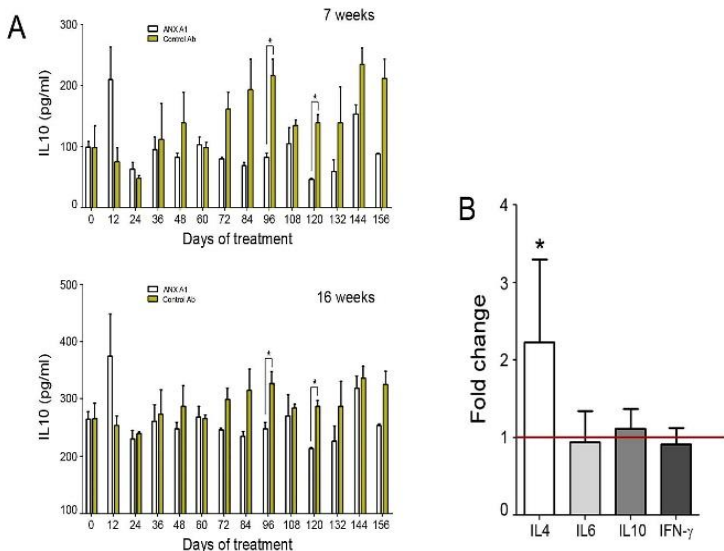 A
7 weeks
ANX A1
Control Ab
IL10 (pg/ml)
300
200
100
0
*
*
0 12 24 36 48 60 72 84 96 108 120 132 144 156
Days of treatment
16 weeks
ANX A1
Control Ab
IL10 (pg/ml)
500
400
300
200
100
*
*
0 12 24 36 48 60 72 84 96 108 120 132 144 156
Days of treatment
B
Fold change
4
3
2
1
0
*
IL4 IL6 IL10 IFN-γ